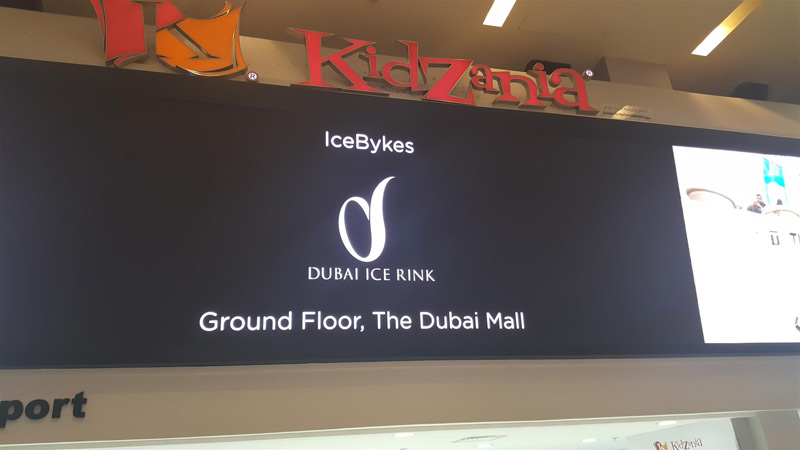 KidZania
IceBykes
DUBAI ICE RINK
Ground Floor, The Dubai Mall
port
KidZania